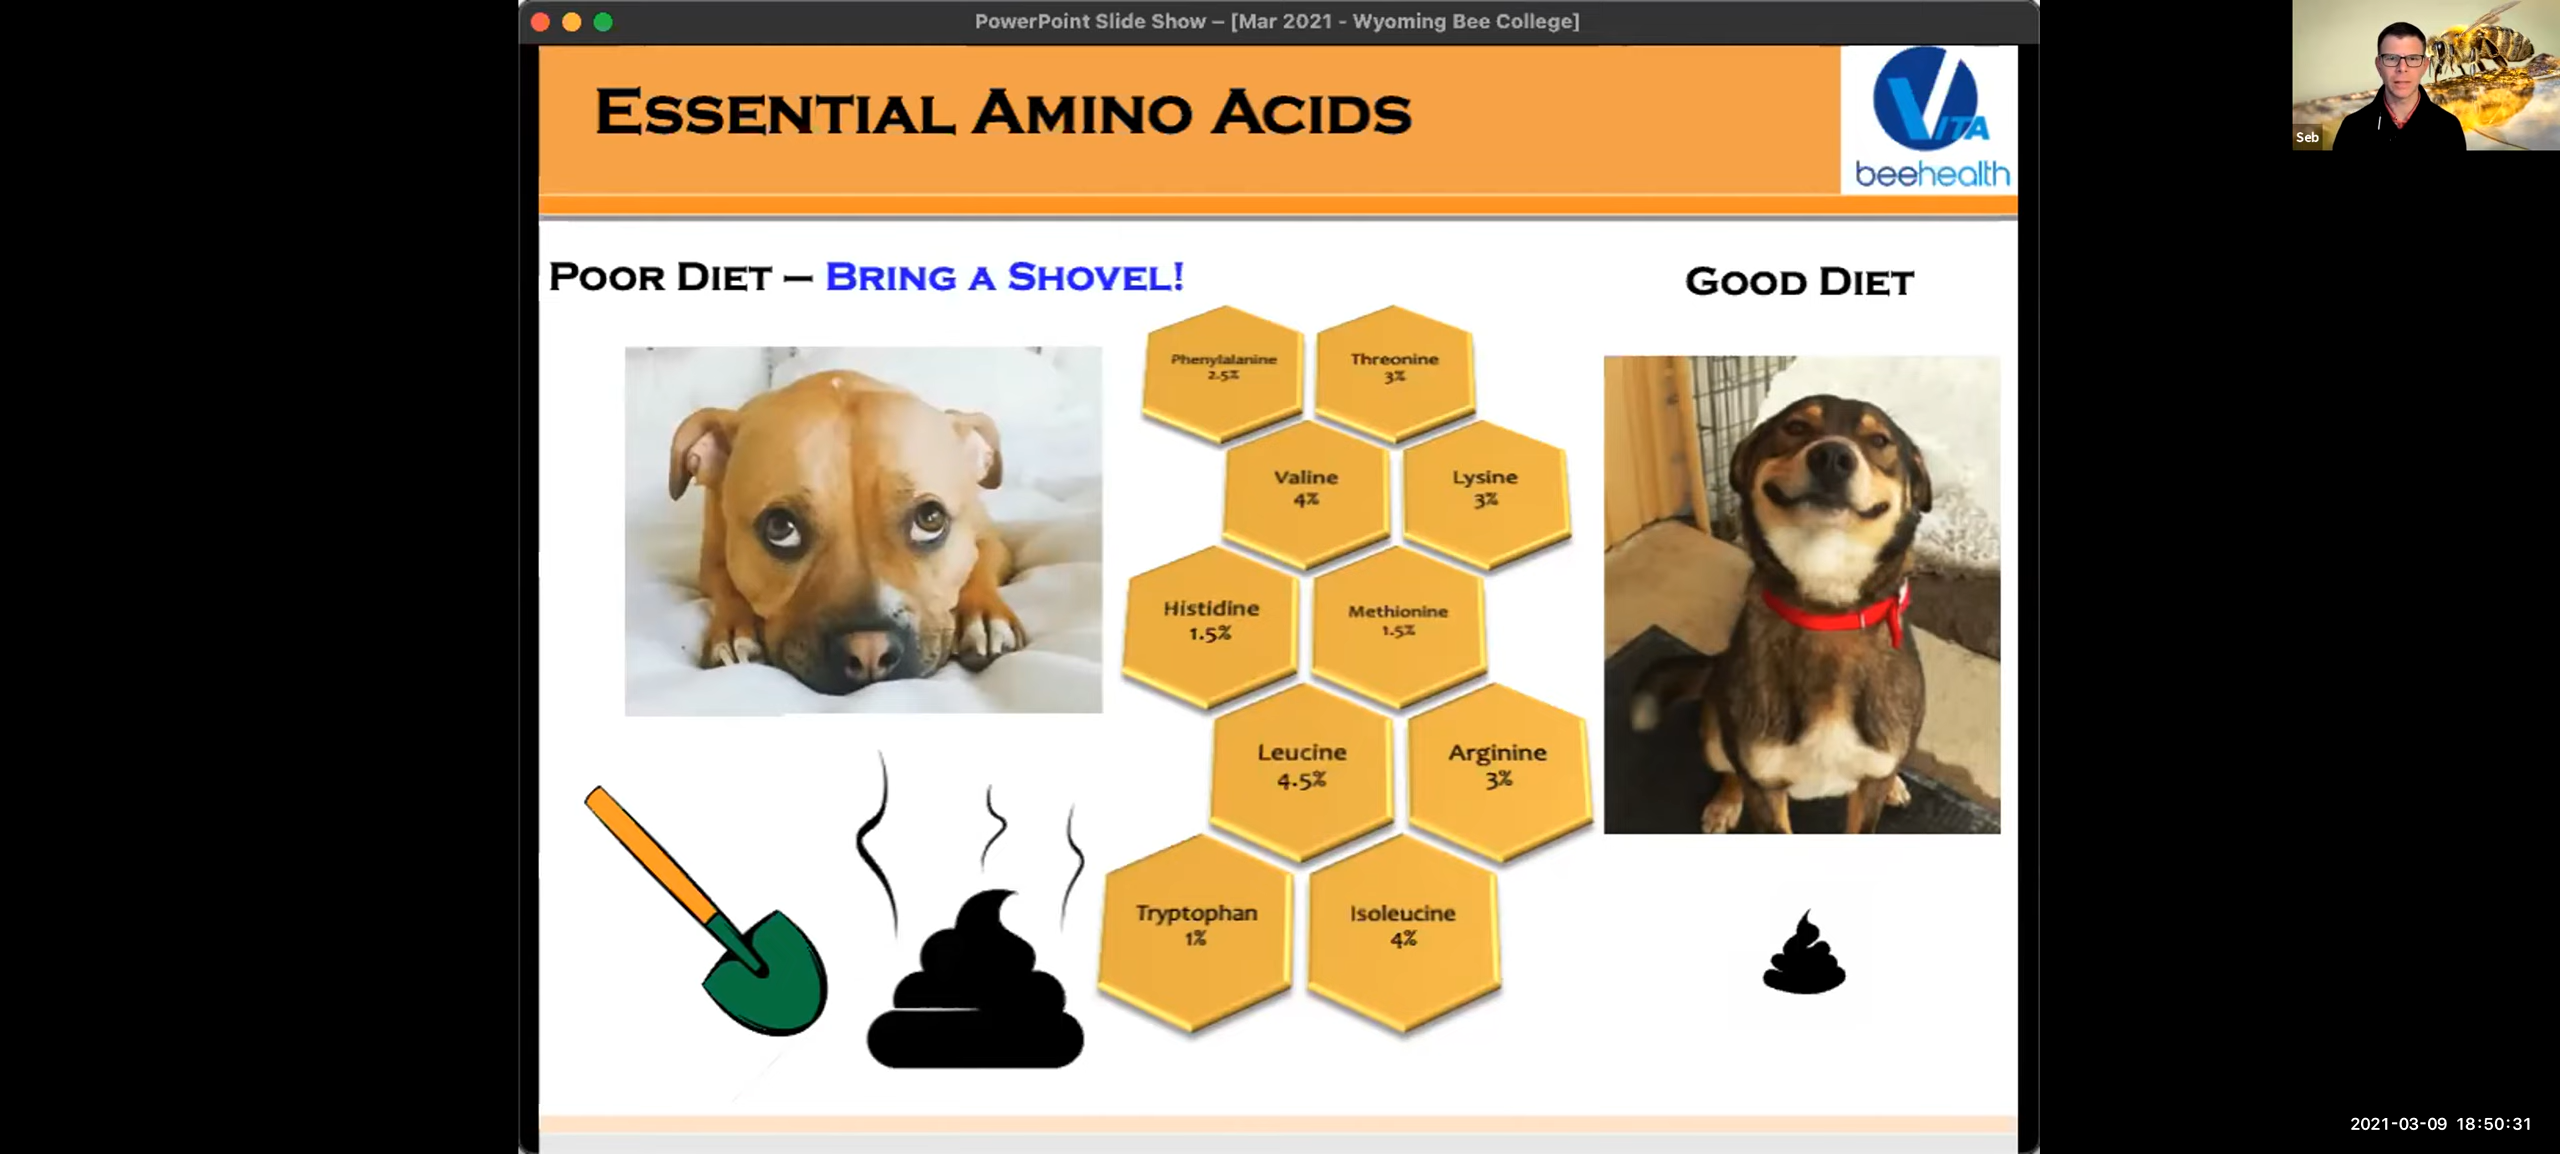 PowerPoint Slide Show – [Mar 2021 - Wyoming Bee College]
Essential Amino Acids
VITA
beehealth
Seb
Poor Diet – Bring a Shovel!
Good Diet
Phenylalanine
2.5%
Threonine
3%
Valine
4%
Lysine
3%
Histidine
1.5%
Methionine
1.5%
Leucine
4.5%
Arginine
3%
Tryptophan
1%
Isoleucine
4%
2021-03-09 18:50:31